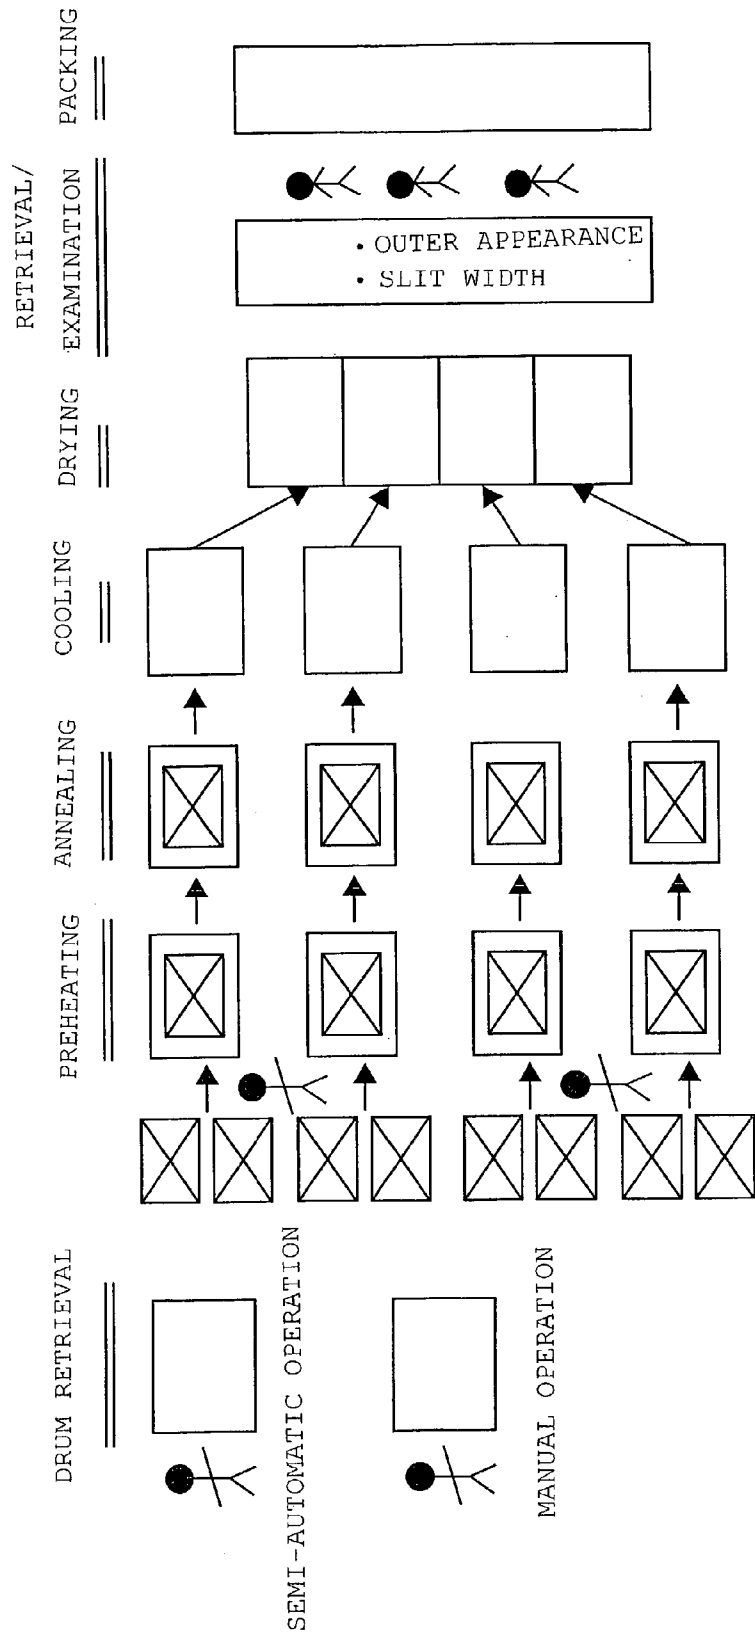 DRUM RETRIEVAL
PREHEATING
ANNEALING
COOLING
DRYING
RETRIEVAL/
EXAMINATION
PACKING
• OUTER APPEARANCE
• SLIT WIDTH
SEMI-AUTOMATIC OPERATION
MANUAL OPERATION